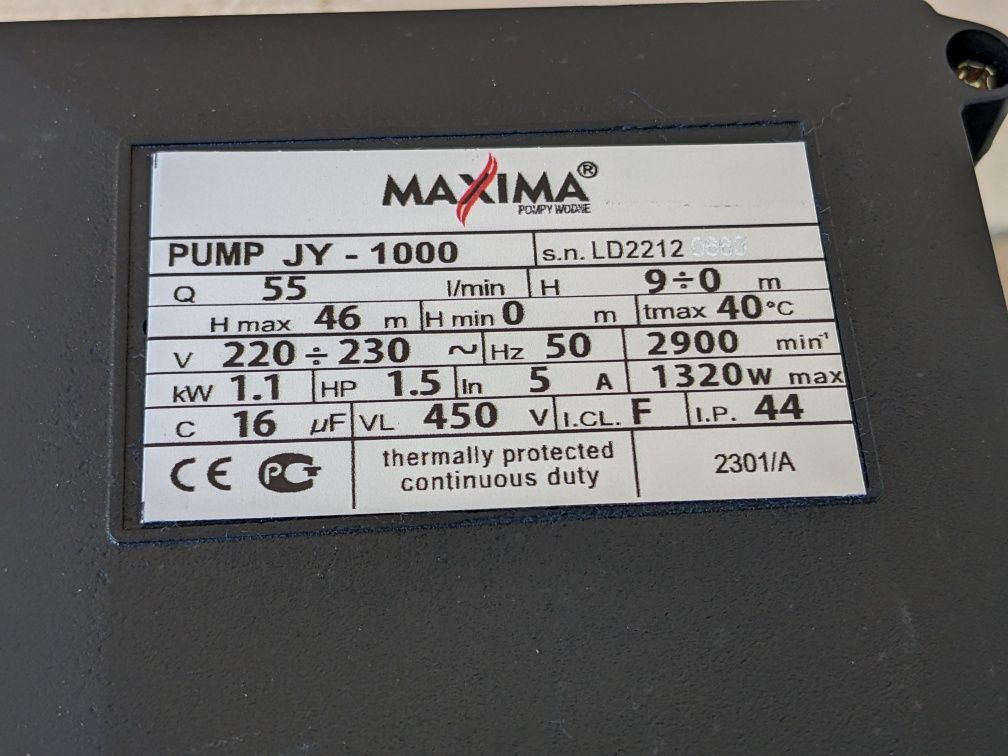 MAXIMA®
POMPY WODNE
PUMP JY - 1000 s.n. LD2212
Q 55 l/min H 9÷0 m
H max 46 m H min 0 m tmax 40°C
V 220 ÷ 230 ~ Hz 50 2900 min⁻¹
kW 1.1 HP 1.5 In 5 A 1320w max
C 16 µF VL 450 V I.CL. F I.P. 44
CE PCT thermally protected
continuous duty
2301/A